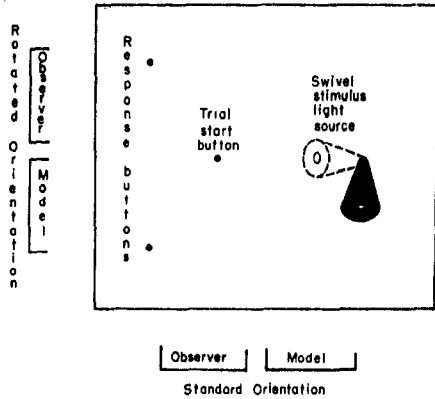 Rotated Orientation
Observer
Model
Response buttons
Trial
start
button
Swivel
stimulus
light
source
Observer
Model
Standard Orientation